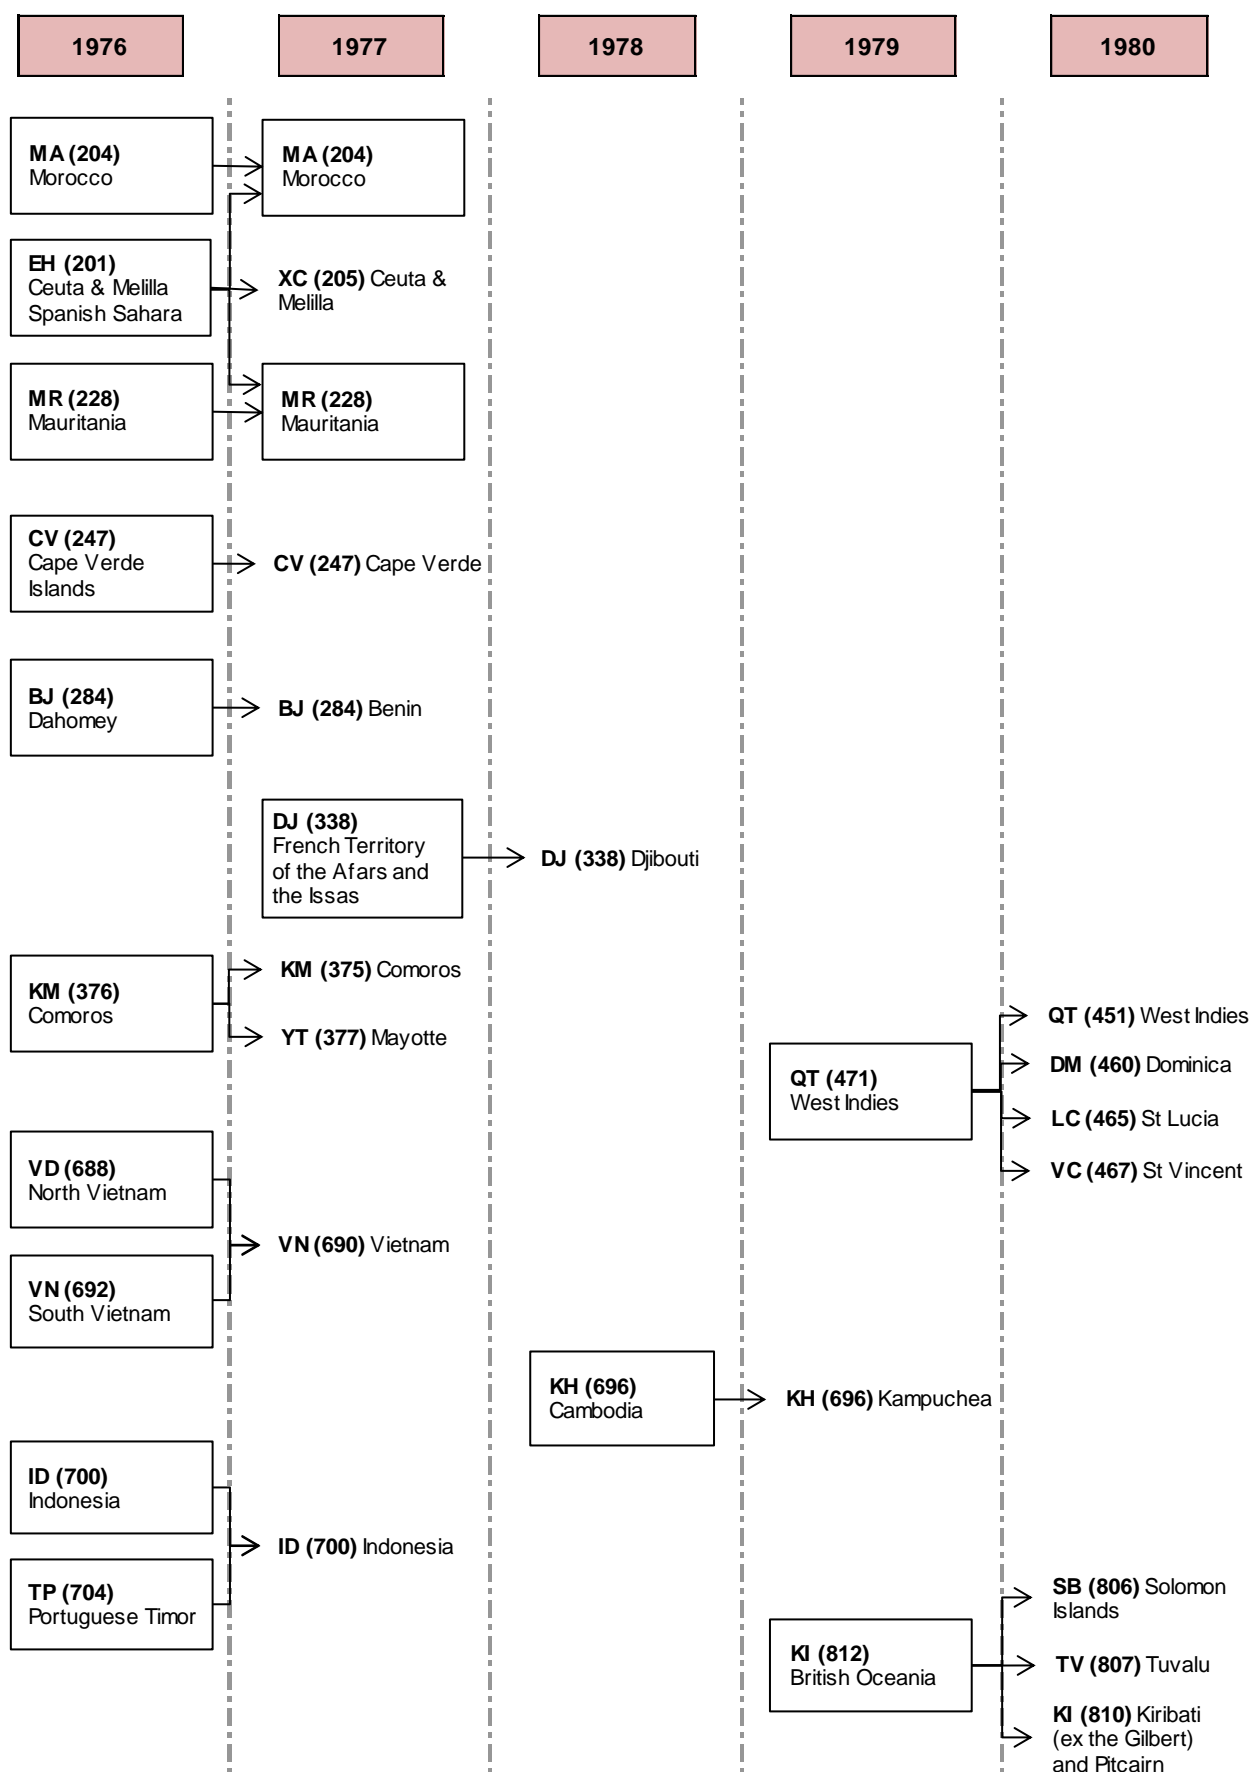 1976
1977
1978
1979
1980
MA (204)
Morocco
MA (204)
Morocco
EH (201)
Ceuta & Melilla
Spanish Sahara
XC (205) Ceuta &
Melilla
MR (228)
Mauritania
MR (228)
Mauritania
CV (247)
Cape Verde
Islands
CV (247) Cape Verde
BJ (284)
Dahomey
BJ (284) Benin
DJ (338)
French Territory
of the Afars and
the Issas
DJ (338) Djibouti
KM (376)
Comoros
KM (375) Comoros
YT (377) Mayotte
QT (471)
West Indies
QT (451) West Indies
DM (460) Dominica
LC (465) St Lucia
VC (467) St Vincent
VD (688)
North Vietnam
VN (692)
South Vietnam
VN (690) Vietnam
KH (696)
Cambodia
KH (696) Kampuchea
ID (700)
Indonesia
TP (704)
Portuguese Timor
ID (700) Indonesia
KI (812)
British Oceania
SB (806) Solomon
Islands
TV (807) Tuvalu
KI (810) Kiribati
(ex the Gilbert)
and Pitcairn